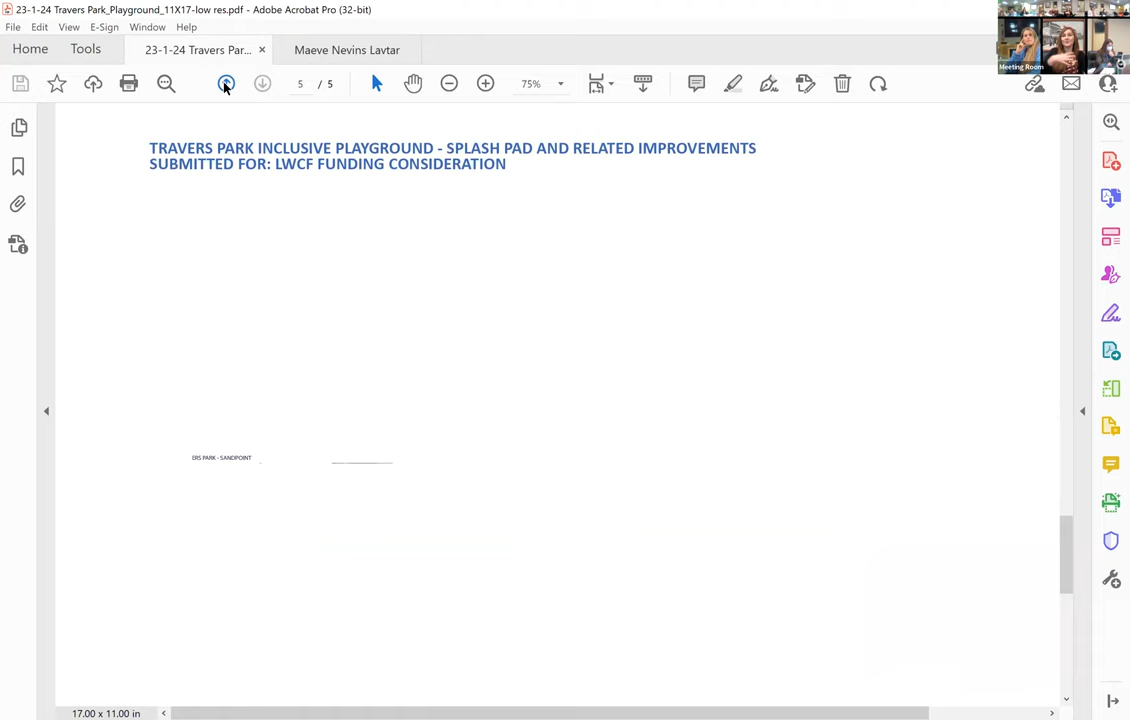 23-1-24 Travers Park_Playground_11X17-low res.pdf - Adobe Acrobat Pro (32-bit)
File Edit View E-Sign Window Help
Home Tools 23-1-24 Travers Par... × Maeve Nevins Lavtar
5 / 5 75%
Meeting Room
TRAVERS PARK INCLUSIVE PLAYGROUND - SPLASH PAD AND RELATED IMPROVEMENTS
SUBMITTED FOR: LWCF FUNDING CONSIDERATION
ERS PARK - SANDPOINT
17.00 x 11.00 in